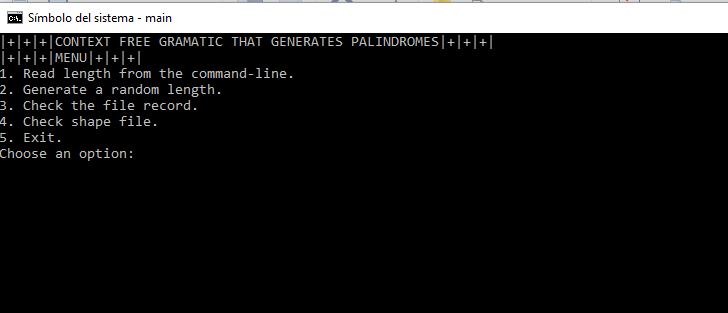 Símbolo del sistema - main
|+|+|+|CONTEXT FREE GRAMATIC THAT GENERATES PALINDROMES|+|+|+|
|+|+|+|MENU|+|+|+|
1. Read length from the command-line.
2. Generate a random length.
3. Check the file record.
4. Check shape file.
5. Exit.
Choose an option: